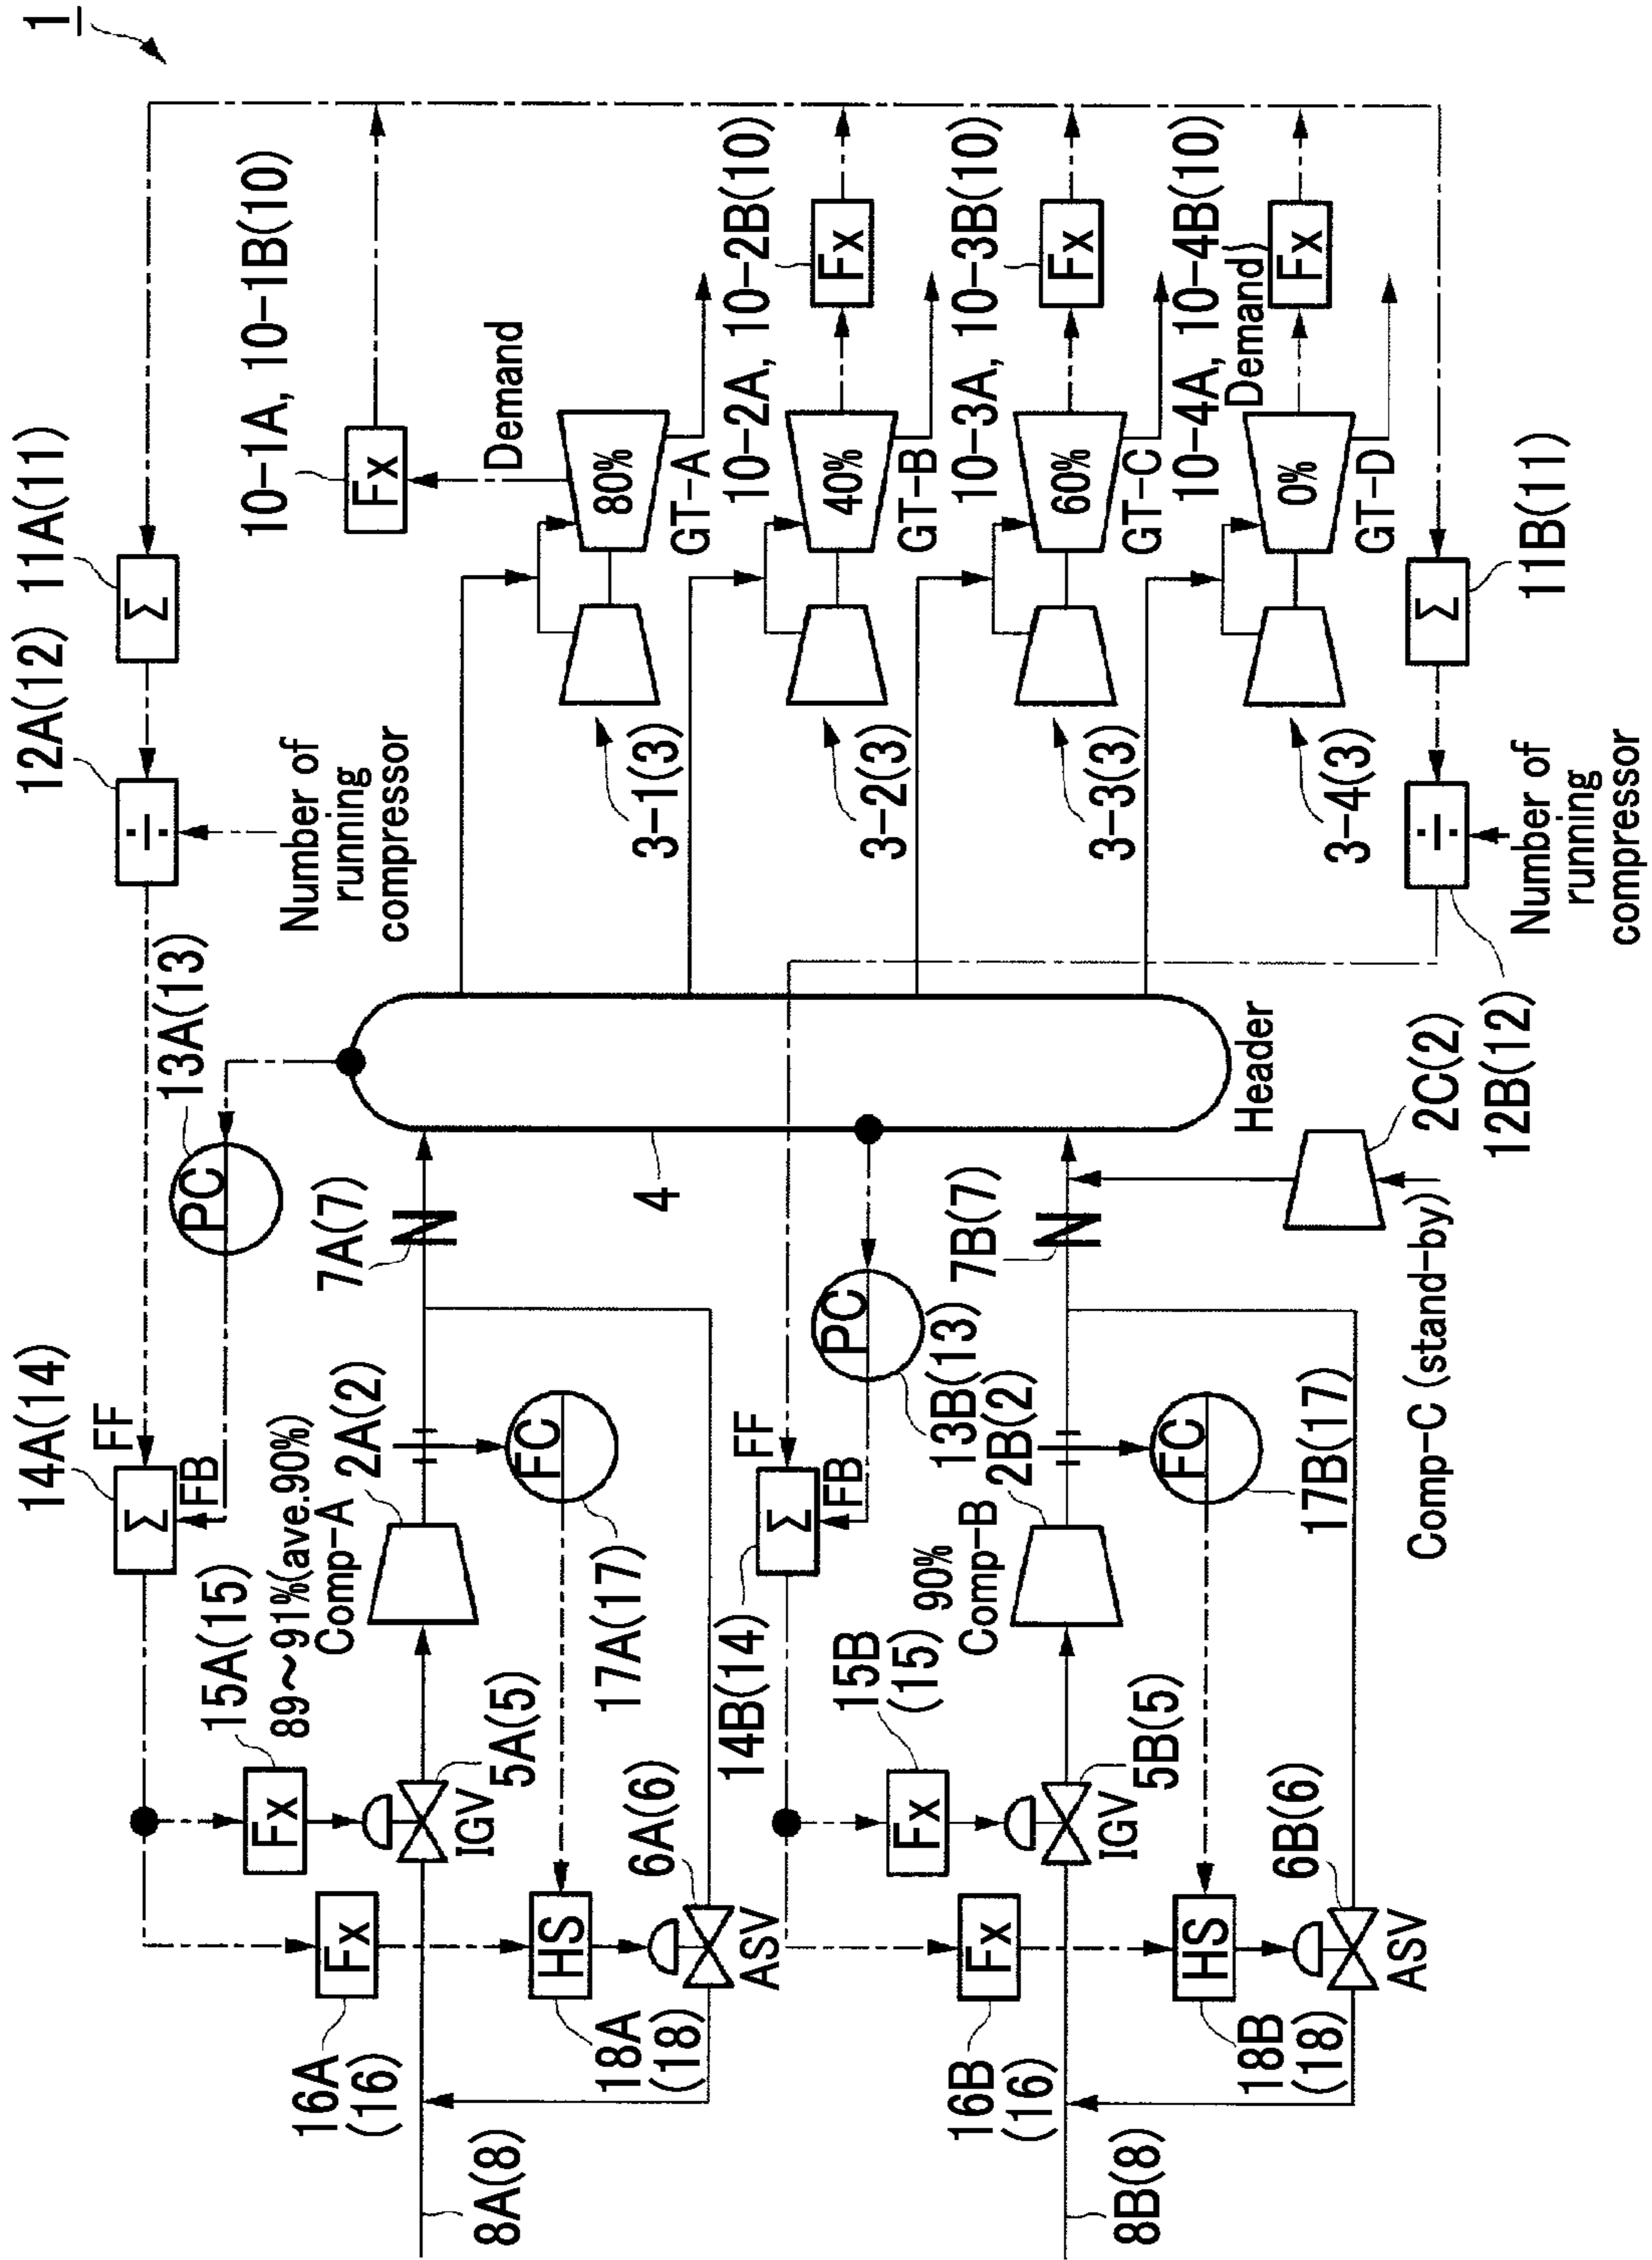 1
12A(12)
11A(11)
14A(14)
FF
Σ
FB
÷
Σ
Number of
running
compressor
13A(13)
PC
10-1A, 10-1B(10)
Fx
Demand
15A(15)
89~91%(ave.90%)
Comp-A
2A(2)
7A(7)
Fx
16A
(16)
Fx
IGV
5A(5)
FC
17A(17)
HS
18A
(18)
6A(6)
ASV
8A(8)
4
Header
80%
GT-A
3-1(3)
10-2A, 10-2B(10)
Fx
40%
GT-B
3-2(3)
10-3A, 10-3B(10)
Fx
60%
GT-C
3-3(3)
10-4A, 10-4B(10)
Demand
Fx
0%
GT-D
3-4(3)
14B(14)
FF
Σ
FB
PC
13B(13)
15B
(15)
90%
Comp-B
2B(2)
7B(7)
Fx
16B
(16)
Fx
IGV
5B(5)
FC
17B(17)
HS
18B
(18)
6B(6)
ASV
8B(8)
Comp-C (stand-by)
2C(2)
12B(12)
÷
Σ
11B(11)
Number of
running
compressor